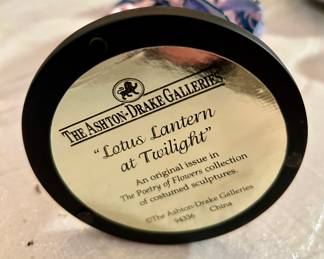 THE ASHTON-DRAKE GALLERIES
"Lotus Lantern
at Twilight"
An original issue in
The Poetry of Flowers collection
of costumed sculptures.
©The Ashton-Drake Galleries
94336 China